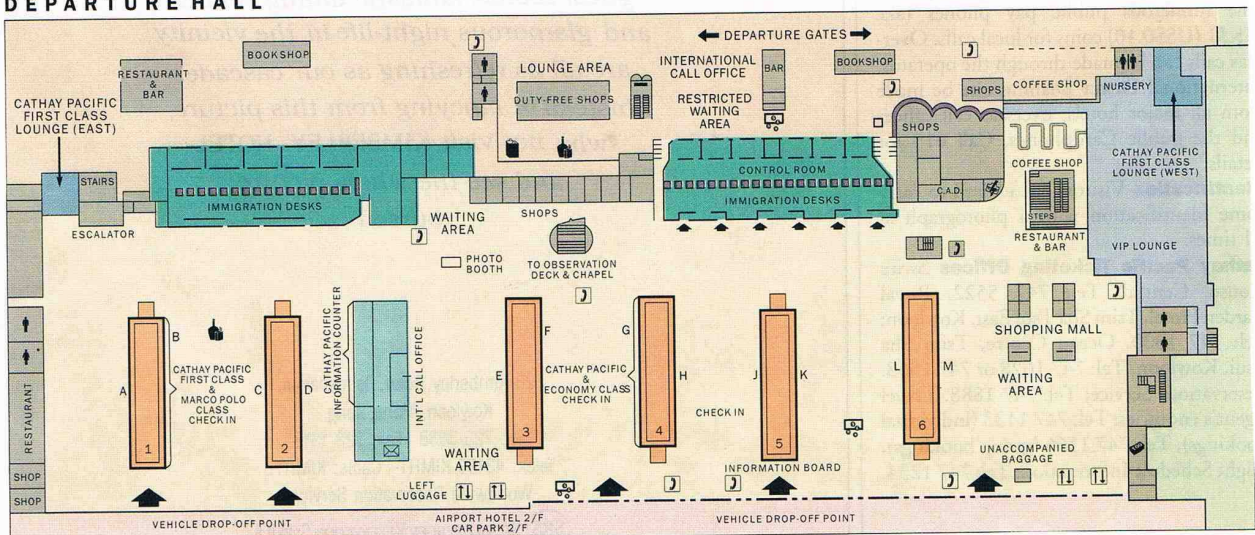 DEPARTURE HALL
BOOKSHOP
RESTAURANT
& BAR
LOUNGE AREA
DUTY-FREE SHOPS
DEPARTURE GATES
INTERNATIONAL
CALL OFFICE
RESTRICTED
WAITING
AREA
BAR
BOOKSHOP
SHOPS
COFFEE SHOP
NURSERY
CATHAY PACIFIC
FIRST CLASS
LOUNGE (EAST)
STAIRS
ESCALATOR
IMMIGRATION DESKS
WAITING
AREA
SHOPS
CONTROL ROOM
IMMIGRATION DESKS
SHOPS
C.A.D.
COFFEE SHOP
STEPS
RESTAURANT
& BAR
CATHAY PACIFIC
FIRST CLASS
LOUNGE (WEST)
VIP LOUNGE
PHOTO
BOOTH
TO OBSERVATION
DECK & CHAPEL
RESTAURANT
SHOP
SHOP
A
B
1
CATHAY PACIFIC
FIRST CLASS
&
MARCO POLO
CLASS
CHECK IN
C
D
2
CATHAY PACIFIC
INFORMATION COUNTER
INT'L CALL OFFICE
WAITING
AREA
LEFT
LUGGAGE
E
F
3
CATHAY PACIFIC
&
ECONOMY CLASS
CHECK IN
G
H
4
CHECK IN
J
K
5
INFORMATION BOARD
L
M
6
SHOPPING MALL
WAITING
AREA
UNACCOMPANIED
BAGGAGE
VEHICLE DROP-OFF POINT
AIRPORT HOTEL 2/F
CAR PARK 2/F
VEHICLE DROP-OFF POINT